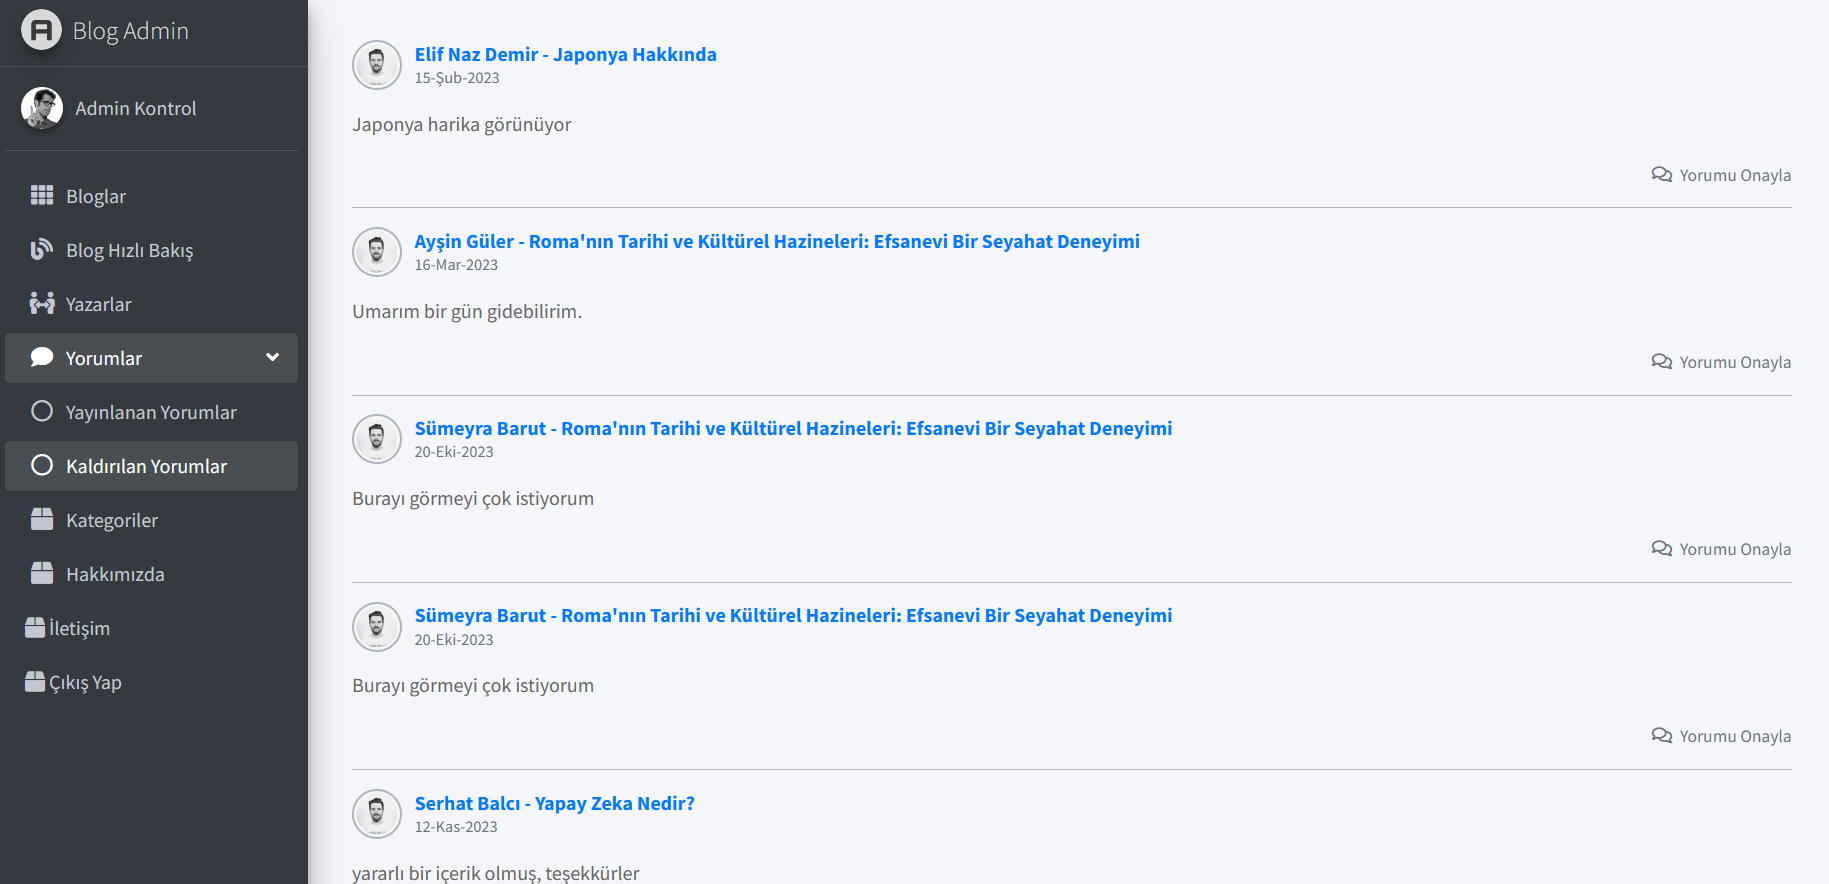 Blog Admin
Admin Kontrol
Bloglar
Blog Hızlı Bakış
Yazarlar
Yorumlar
Yayınlanan Yorumlar
Kaldırılan Yorumlar
Kategoriler
Hakkımızda
İletişim
Çıkış Yap
Elif Naz Demir - Japonya Hakkında
15-Şub-2023
Japonya harika görünüyor
Yorumu Onayla
Ayşin Güler - Roma'nın Tarihi ve Kültürel Hazineleri: Efsanevi Bir Seyahat Deneyimi
16-Mar-2023
Umarım bir gün gidebilirim.
Yorumu Onayla
Sümeyra Barut - Roma'nın Tarihi ve Kültürel Hazineleri: Efsanevi Bir Seyahat Deneyimi
20-Eki-2023
Burayı görmeyi çok istiyorum
Yorumu Onayla
Sümeyra Barut - Roma'nın Tarihi ve Kültürel Hazineleri: Efsanevi Bir Seyahat Deneyimi
20-Eki-2023
Burayı görmeyi çok istiyorum
Yorumu Onayla
Serhat Balcı - Yapay Zeka Nedir?
12-Kas-2023
yararlı bir içerik olmuş, teşekkürler